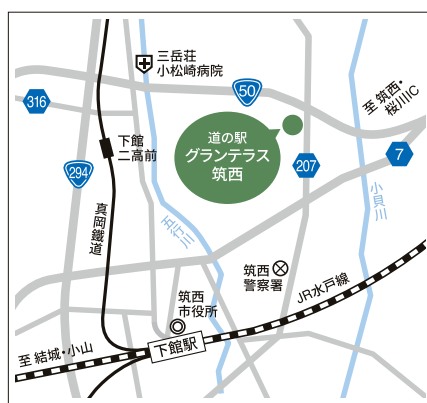 三岳荘
小松崎病院
50
至 筑西・
桜川IC
316
道の駅
グランテラス
筑西
下館
二高前
207
7
294
真岡鐵道
五行川
小貝川
筑西
警察署
JR水戸線
筑西
市役所
下館駅
至 結城・小山